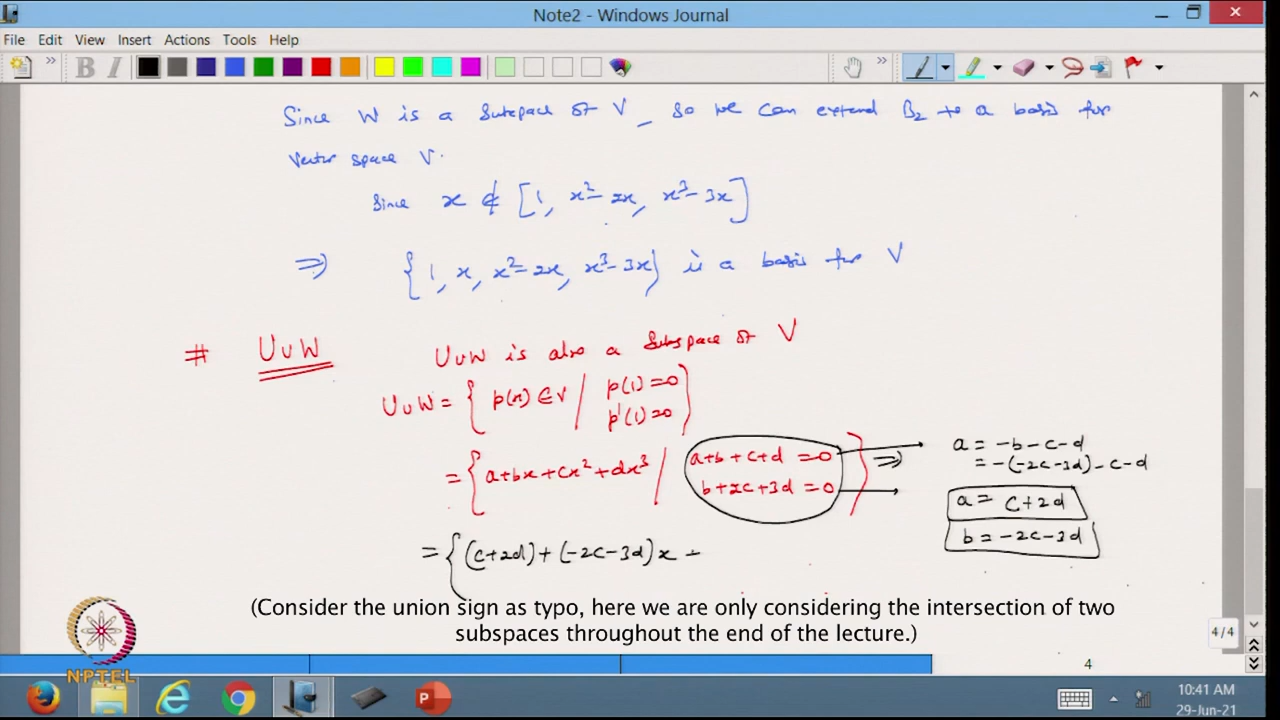 Note2 - Windows Journal
File Edit View Insert Actions Tools Help
Since W is a Subspace of V, so we can extend B₂ to a basis for
Vector space V.
Since x ∉ [1, x²-2x, x³-3x]
⇒ {1, x, x²-2x, x³-3x} is a basis for V
# U∪W U∪W is also a Subspace of V
U∪W = { p(x) ∈ V / p(1)=0
p'(1)=0 }
= { a+bx+cx²+dx³ / a+b+c+d=0
b+2c+3d=0 } ⇒
a = -b-c-d
= -(-2c-3d)-c-d
a = c+2d
b = -2c-3d
= { (c+2d)+(-2c-3d)x +
(Consider the union sign as typo, here we are only considering the intersection of two
subspaces throughout the end of the lecture.)
NPTEL
4/4
4
10:41 AM
29-Jun-21